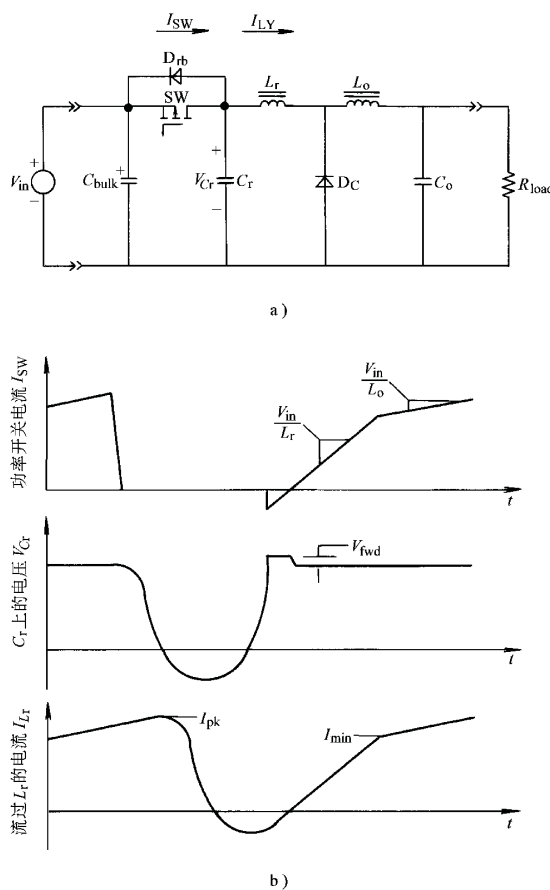 I_SW I_LY
D_rb
SW
L_r L_o
+
V_in
−
C_bulk +
+
V_Cr
−
C_r
D_C
C_o
R_load
a )
功率开关电流 I_SW
V_in/L_r
V_in/L_o
t
C_r上的电压 V_Cr
V_fwd
t
流过L_r的电流 I_Lr
I_pk
I_min
t
b )